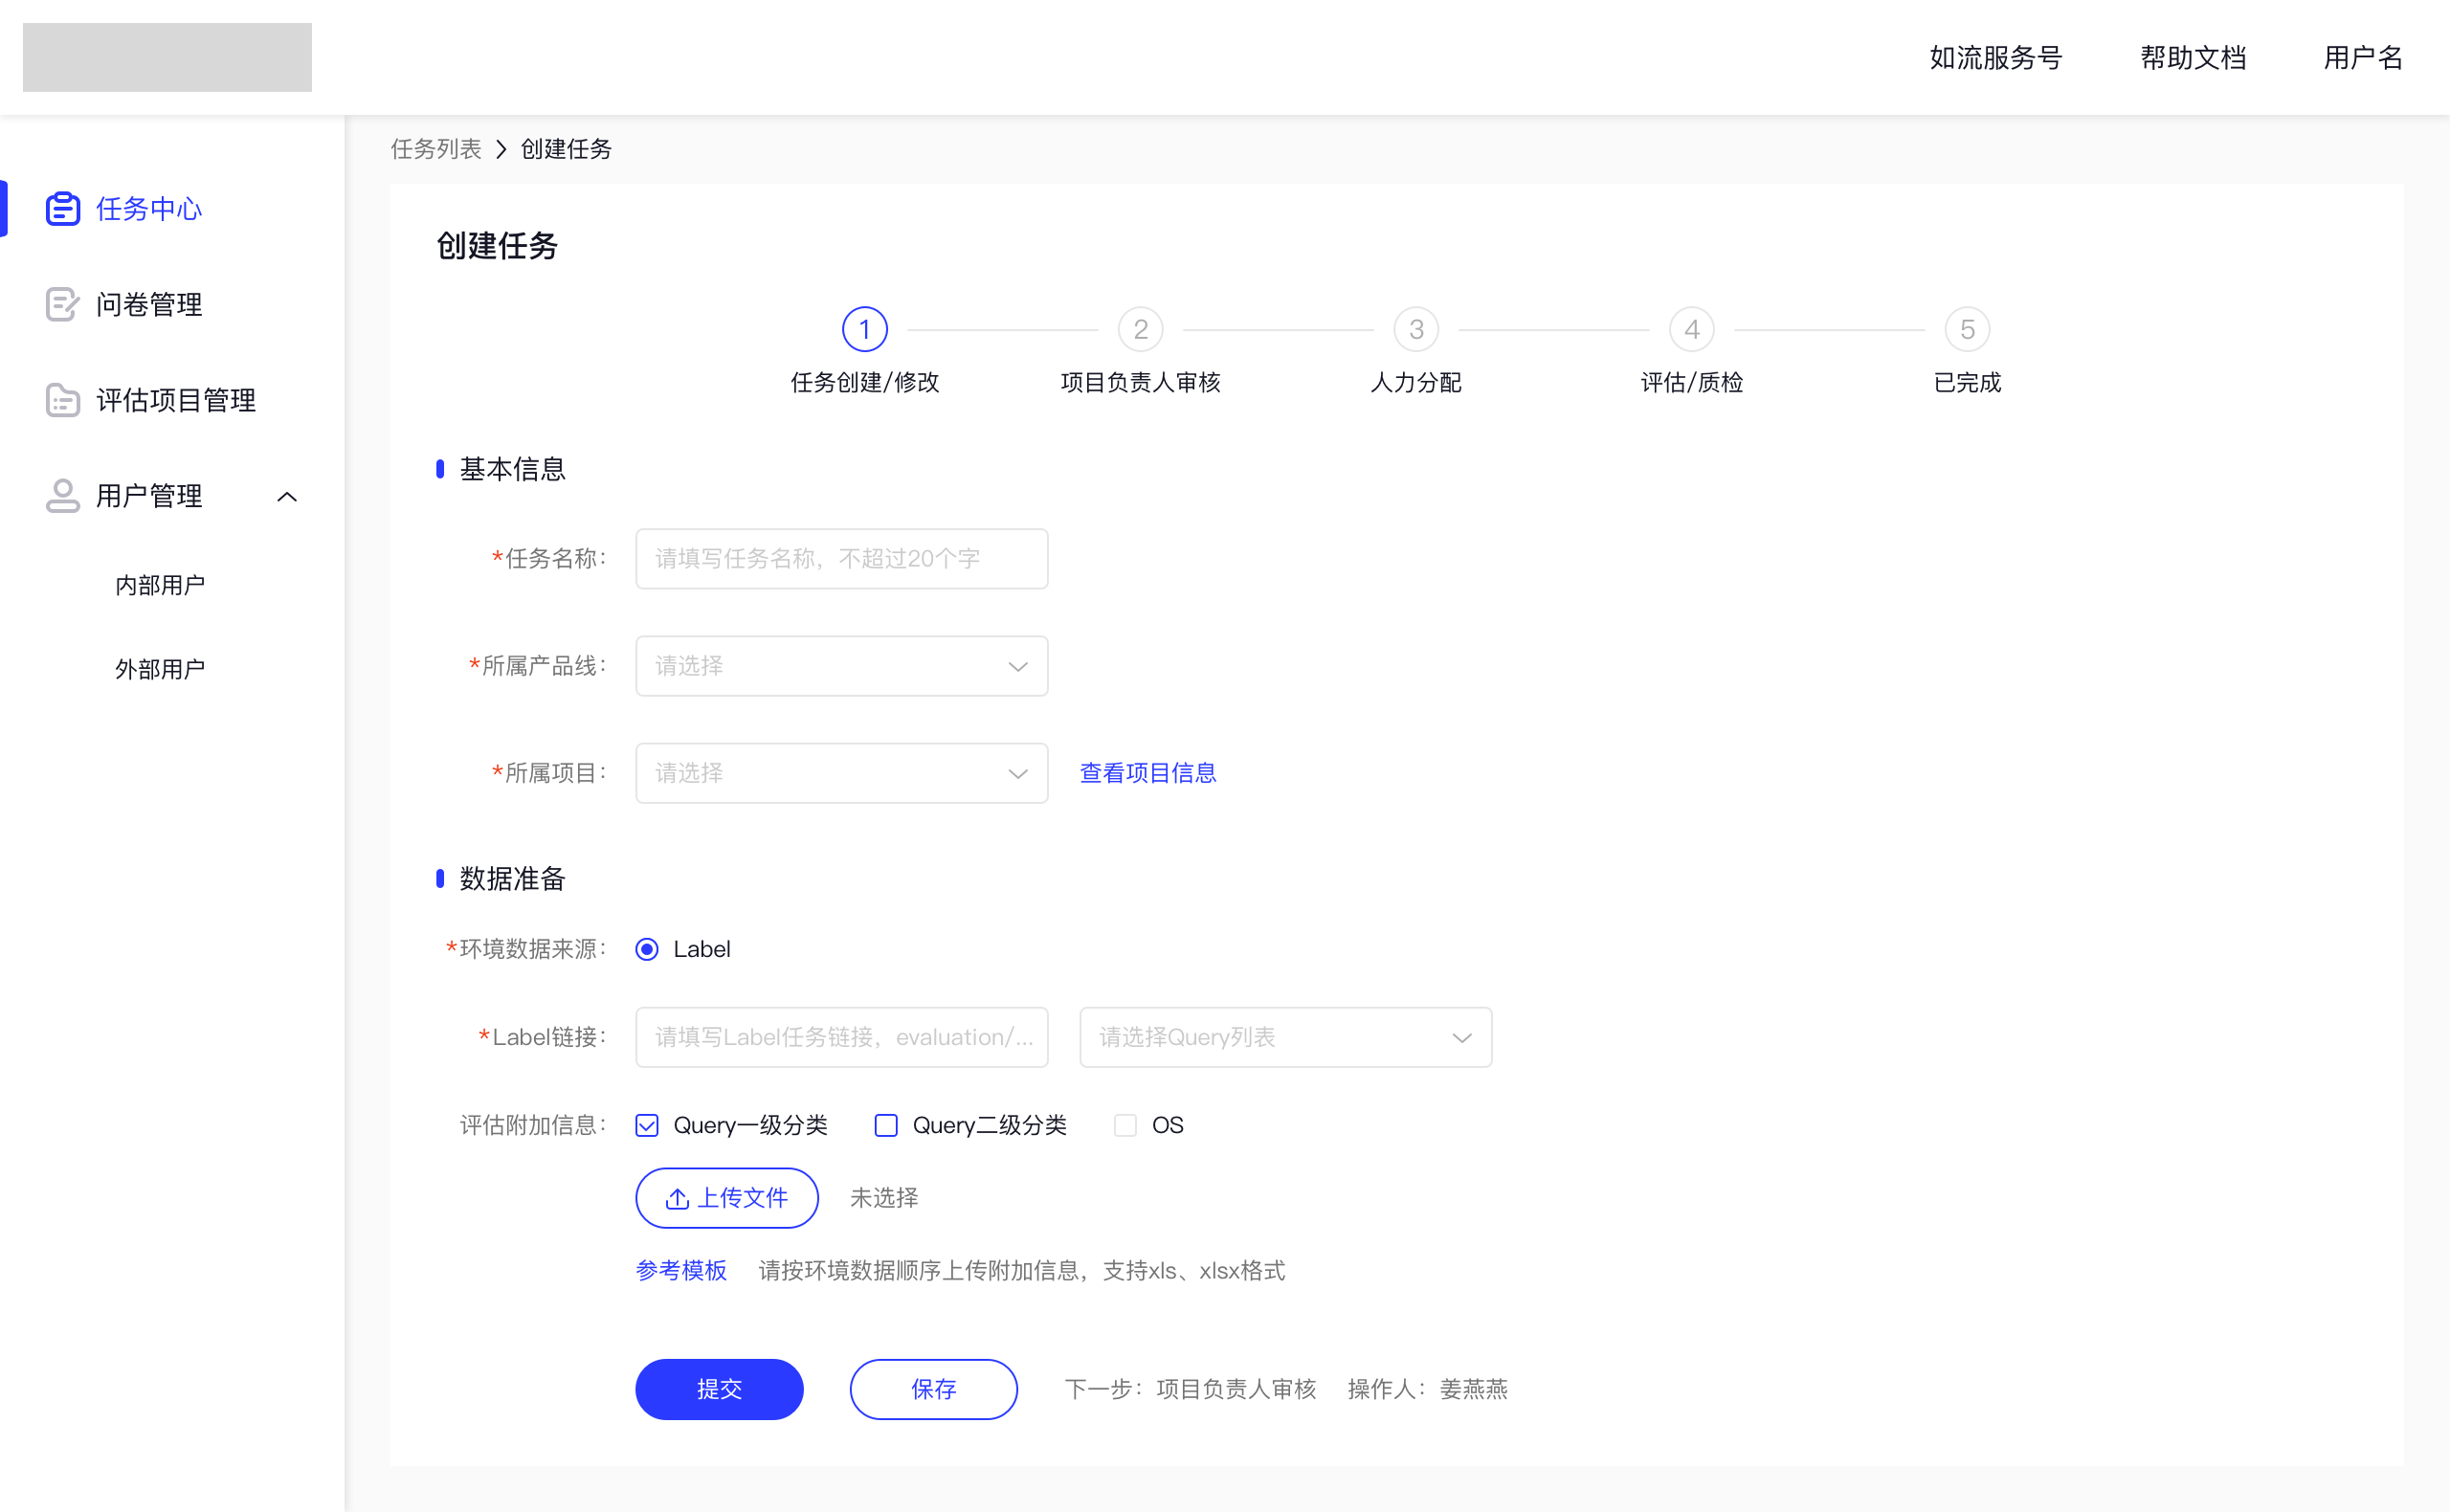 如流服务号 帮助文档 用户名
任务列表 > 创建任务
任务中心
问卷管理
评估项目管理
用户管理
内部用户
外部用户
创建任务
1 2 3 4 5
任务创建/修改 项目负责人审核 人力分配 评估/质检 已完成
基本信息
*任务名称： 请填写任务名称，不超过20个字
*所属产品线： 请选择
*所属项目： 请选择 查看项目信息
数据准备
*环境数据来源： Label
*Label链接： 请填写Label任务链接，evaluation/... 请选择Query列表
评估附加信息： Query一级分类 Query二级分类 OS
上传文件 未选择
参考模板 请按环境数据顺序上传附加信息，支持xls、xlsx格式
提交 保存 下一步：项目负责人审核 操作人：姜燕燕